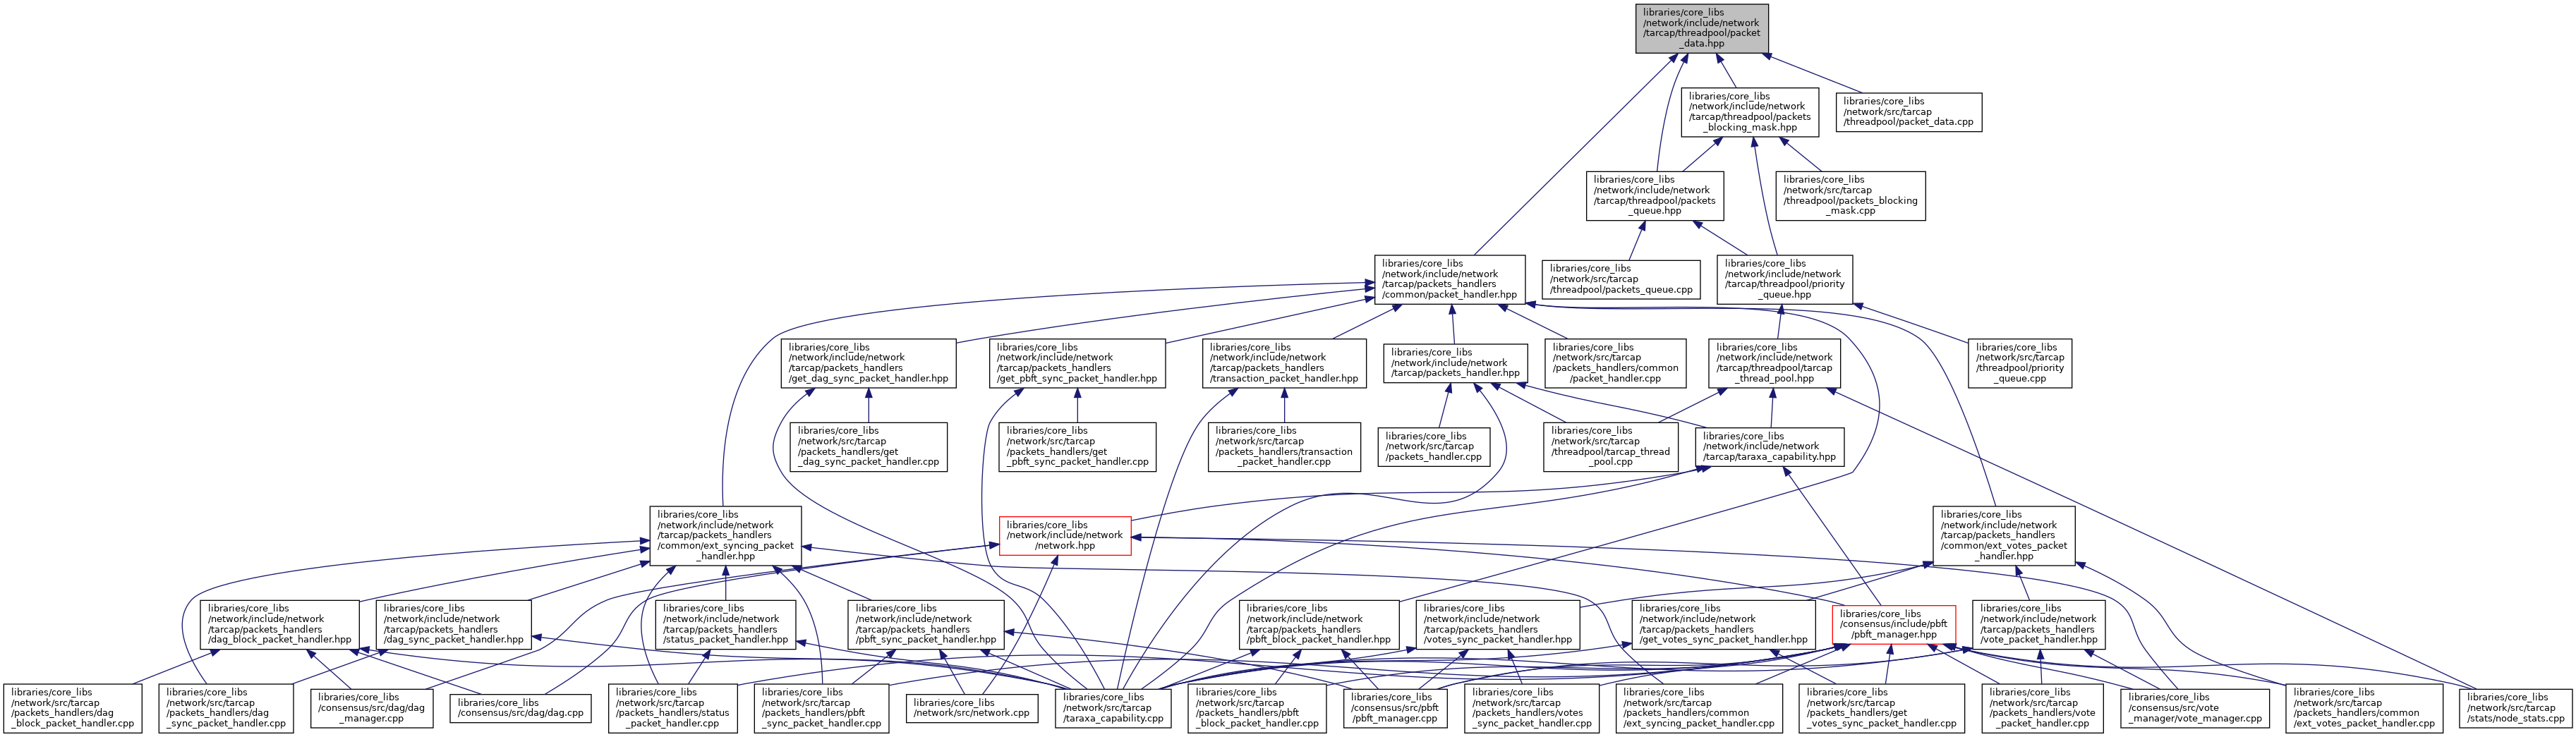 libraries/core_libs
/network/include/network
/tarcap/threadpool/packet
_data.hpp
libraries/core_libs
/network/include/network
/tarcap/threadpool/packets
_blocking_mask.hpp
libraries/core_libs
/network/src/tarcap
/threadpool/packet_data.cpp
libraries/core_libs
/network/include/network
/tarcap/threadpool/packets
_queue.hpp
libraries/core_libs
/network/src/tarcap
/threadpool/packets_blocking
_mask.cpp
libraries/core_libs
/network/include/network
/tarcap/packets_handlers
/common/packet_handler.hpp
libraries/core_libs
/network/src/tarcap
/threadpool/packets_queue.cpp
libraries/core_libs
/network/include/network
/tarcap/threadpool/priority
_queue.hpp
libraries/core_libs
/network/include/network
/tarcap/packets_handlers
/get_dag_sync_packet_handler.hpp
libraries/core_libs
/network/include/network
/tarcap/packets_handlers
/get_pbft_sync_packet_handler.hpp
libraries/core_libs
/network/include/network
/tarcap/packets_handlers
/transaction_packet_handler.hpp
libraries/core_libs
/network/include/network
/tarcap/packets_handler.hpp
libraries/core_libs
/network/src/tarcap
/packets_handlers/common
/packet_handler.cpp
libraries/core_libs
/network/include/network
/tarcap/threadpool/tarcap
_thread_pool.hpp
libraries/core_libs
/network/src/tarcap
/threadpool/priority
_queue.cpp
libraries/core_libs
/network/src/tarcap
/packets_handlers/get
_dag_sync_packet_handler.cpp
libraries/core_libs
/network/src/tarcap
/packets_handlers/get
_pbft_sync_packet_handler.cpp
libraries/core_libs
/network/src/tarcap
/packets_handlers/transaction
_packet_handler.cpp
libraries/core_libs
/network/src/tarcap
/packets_handler.cpp
libraries/core_libs
/network/src/tarcap
/threadpool/tarcap_thread
_pool.cpp
libraries/core_libs
/network/include/network
/tarcap/taraxa_capability.hpp
libraries/core_libs
/network/include/network
/tarcap/packets_handlers
/common/ext_syncing_packet
_handler.hpp
libraries/core_libs
/network/include/network
/network.hpp
libraries/core_libs
/network/include/network
/tarcap/packets_handlers
/common/ext_votes_packet
_handler.hpp
libraries/core_libs
/network/include/network
/tarcap/packets_handlers
/dag_block_packet_handler.hpp
libraries/core_libs
/network/include/network
/tarcap/packets_handlers
/dag_sync_packet_handler.hpp
libraries/core_libs
/network/include/network
/tarcap/packets_handlers
/status_packet_handler.hpp
libraries/core_libs
/network/include/network
/tarcap/packets_handlers
/pbft_sync_packet_handler.hpp
libraries/core_libs
/network/include/network
/tarcap/packets_handlers
/pbft_block_packet_handler.hpp
libraries/core_libs
/network/include/network
/tarcap/packets_handlers
/votes_sync_packet_handler.hpp
libraries/core_libs
/network/include/network
/tarcap/packets_handlers
/get_votes_sync_packet_handler.hpp
libraries/core_libs
/consensus/include/pbft
/pbft_manager.hpp
libraries/core_libs
/network/include/network
/tarcap/packets_handlers
/vote_packet_handler.hpp
libraries/core_libs
/network/src/tarcap
/packets_handlers/dag
_block_packet_handler.cpp
libraries/core_libs
/network/src/tarcap
/packets_handlers/dag
_sync_packet_handler.cpp
libraries/core_libs
/consensus/src/dag/dag
_manager.cpp
libraries/core_libs
/consensus/src/dag/dag.cpp
libraries/core_libs
/network/src/tarcap
/packets_handlers/status
_packet_handler.cpp
libraries/core_libs
/network/src/tarcap
/packets_handlers/pbft
_sync_packet_handler.cpp
libraries/core_libs
/network/src/network.cpp
libraries/core_libs
/network/src/tarcap
/taraxa_capability.cpp
libraries/core_libs
/network/src/tarcap
/packets_handlers/pbft
_block_packet_handler.cpp
libraries/core_libs
/consensus/src/pbft
/pbft_manager.cpp
libraries/core_libs
/network/src/tarcap
/packets_handlers/votes
_sync_packet_handler.cpp
libraries/core_libs
/network/src/tarcap
/packets_handlers/common
/ext_syncing_packet_handler.cpp
libraries/core_libs
/network/src/tarcap
/packets_handlers/get
_votes_sync_packet_handler.cpp
libraries/core_libs
/network/src/tarcap
/packets_handlers/vote
_packet_handler.cpp
libraries/core_libs
/consensus/src/vote
_manager/vote_manager.cpp
libraries/core_libs
/network/src/tarcap
/packets_handlers/common
/ext_votes_packet_handler.cpp
libraries/core_libs
/network/src/tarcap
/stats/node_stats.cpp